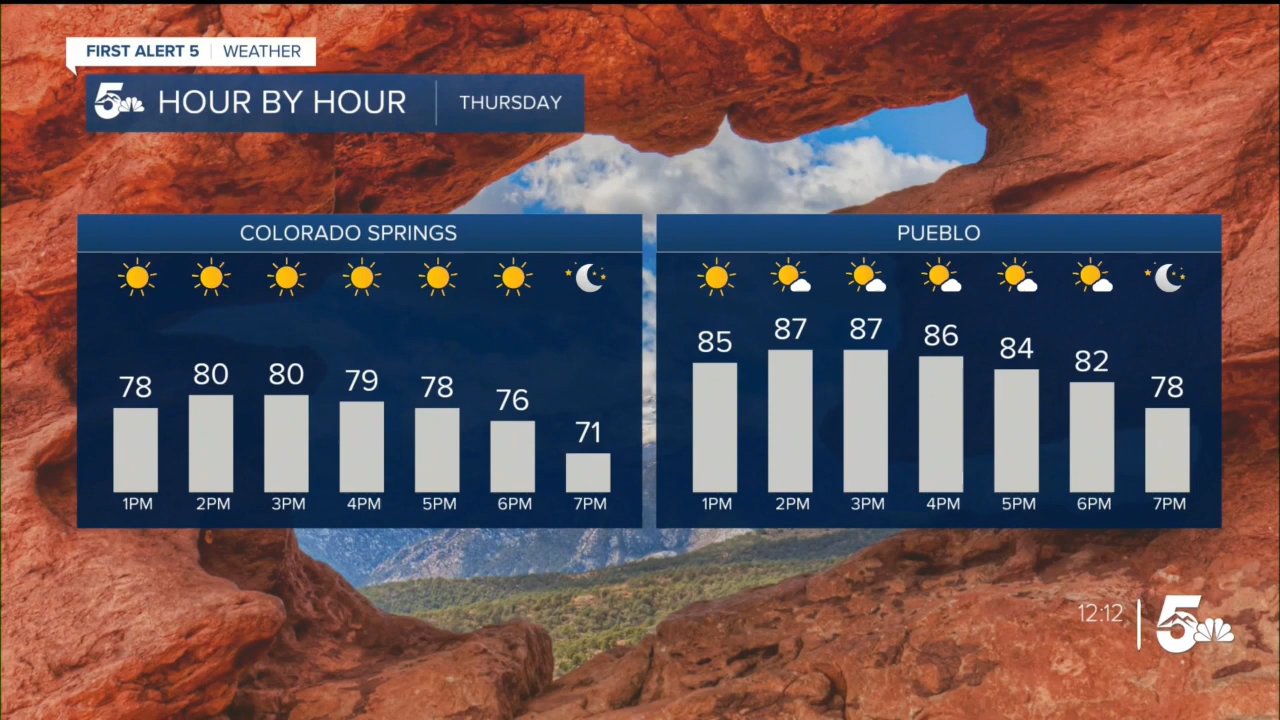 FIRST ALERT 5 | WEATHER
5 HOUR BY HOUR | THURSDAY
COLORADO SPRINGS
78 80 80 79 78 76 71
1PM 2PM 3PM 4PM 5PM 6PM 7PM
PUEBLO
85 87 87 86 84 82 78
1PM 2PM 3PM 4PM 5PM 6PM 7PM
12:12 | 5